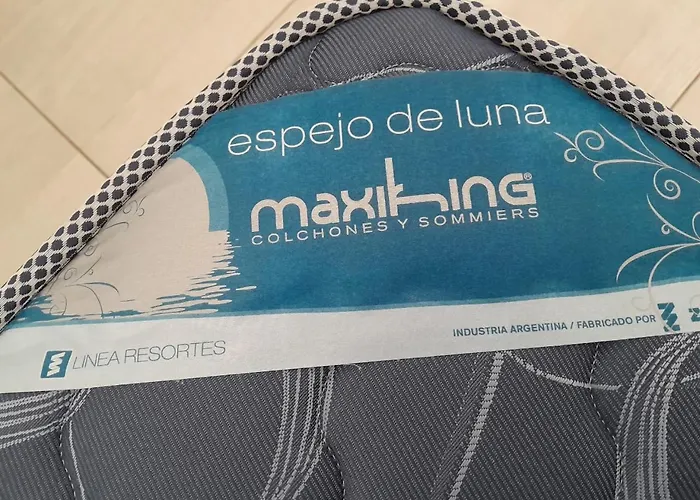 espejo de luna
maxiking®
COLCHONES Y SOMMIERS
LINEA RESORTES
INDUSTRIA ARGENTINA / FABRICADO POR